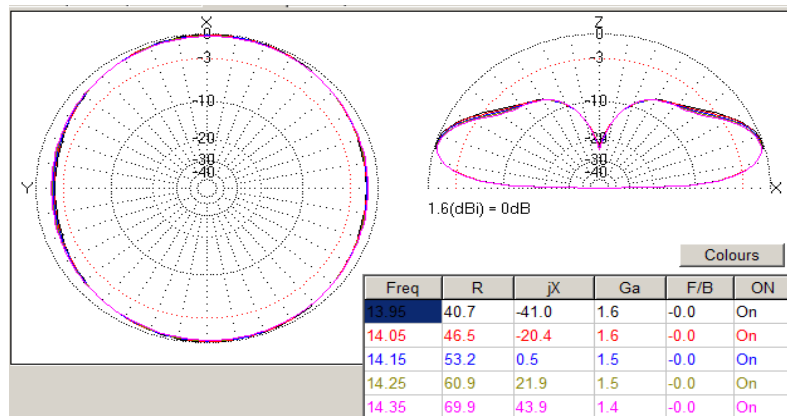 X
0
-3
-10
-20
-30
-40
Y
Z
0
-3
-10
-20
-30
-40
X
1.6(dBi) = 0dB
Colours
Freq R jX Ga F/B ON
13.95 40.7 -41.0 1.6 -0.0 On
14.05 46.5 -20.4 1.6 -0.0 On
14.15 53.2 0.5 1.5 -0.0 On
14.25 60.9 21.9 1.5 -0.0 On
14.35 69.9 43.9 1.4 -0.0 On